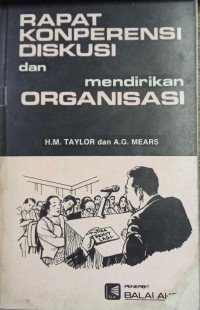 RAPAT
KONPERENSI
DISKUSI
dan
mendirikan
ORGANISASI
H.M. TAYLOR dan A.G. MEARS
PENERBIT
BALAI